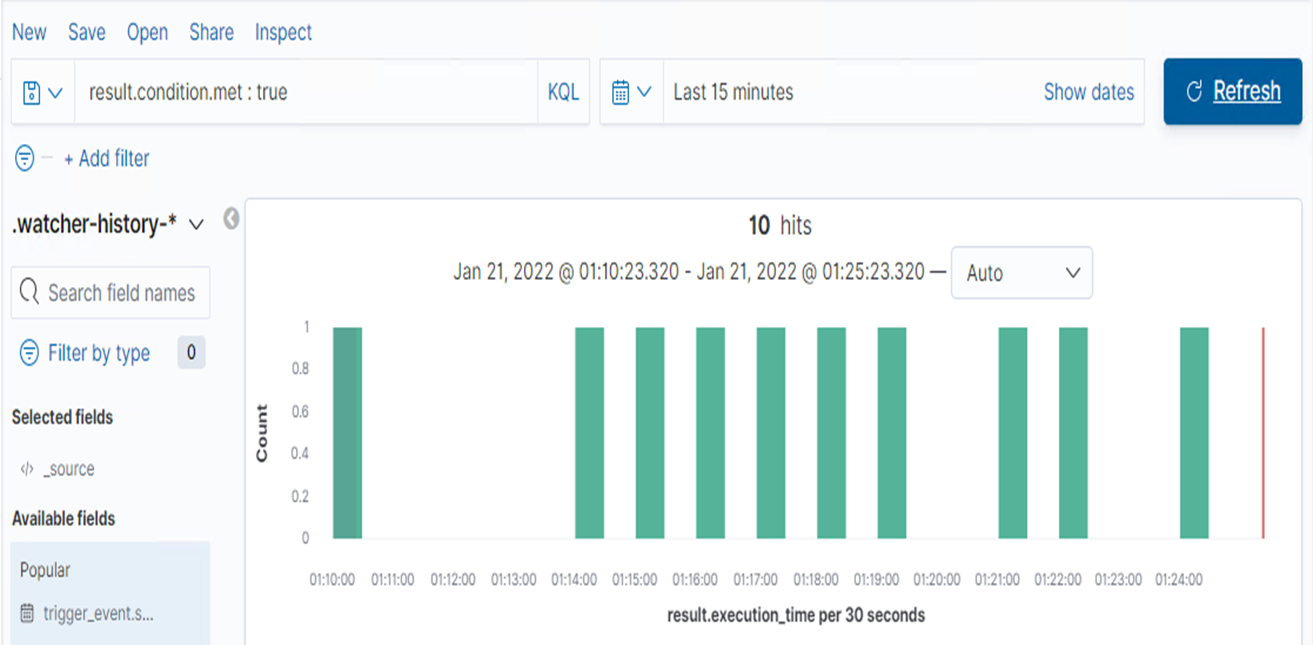 New Save Open Share Inspect
result.condition.met : true KQL Last 15 minutes Show dates Refresh
+ Add filter
.watcher-history-*
10 hits
Jan 21, 2022 @ 01:10:23.320 - Jan 21, 2022 @ 01:25:23.320 — Auto
Search field names
Filter by type 0
Selected fields
_source
Available fields
Popular
trigger_event.s...
Count
1
0.8
0.6
0.4
0.2
0
01:10:00 01:11:00 01:12:00 01:13:00 01:14:00 01:15:00 01:16:00 01:17:00 01:18:00 01:19:00 01:20:00 01:21:00 01:22:00 01:23:00 01:24:00
result.execution_time per 30 seconds